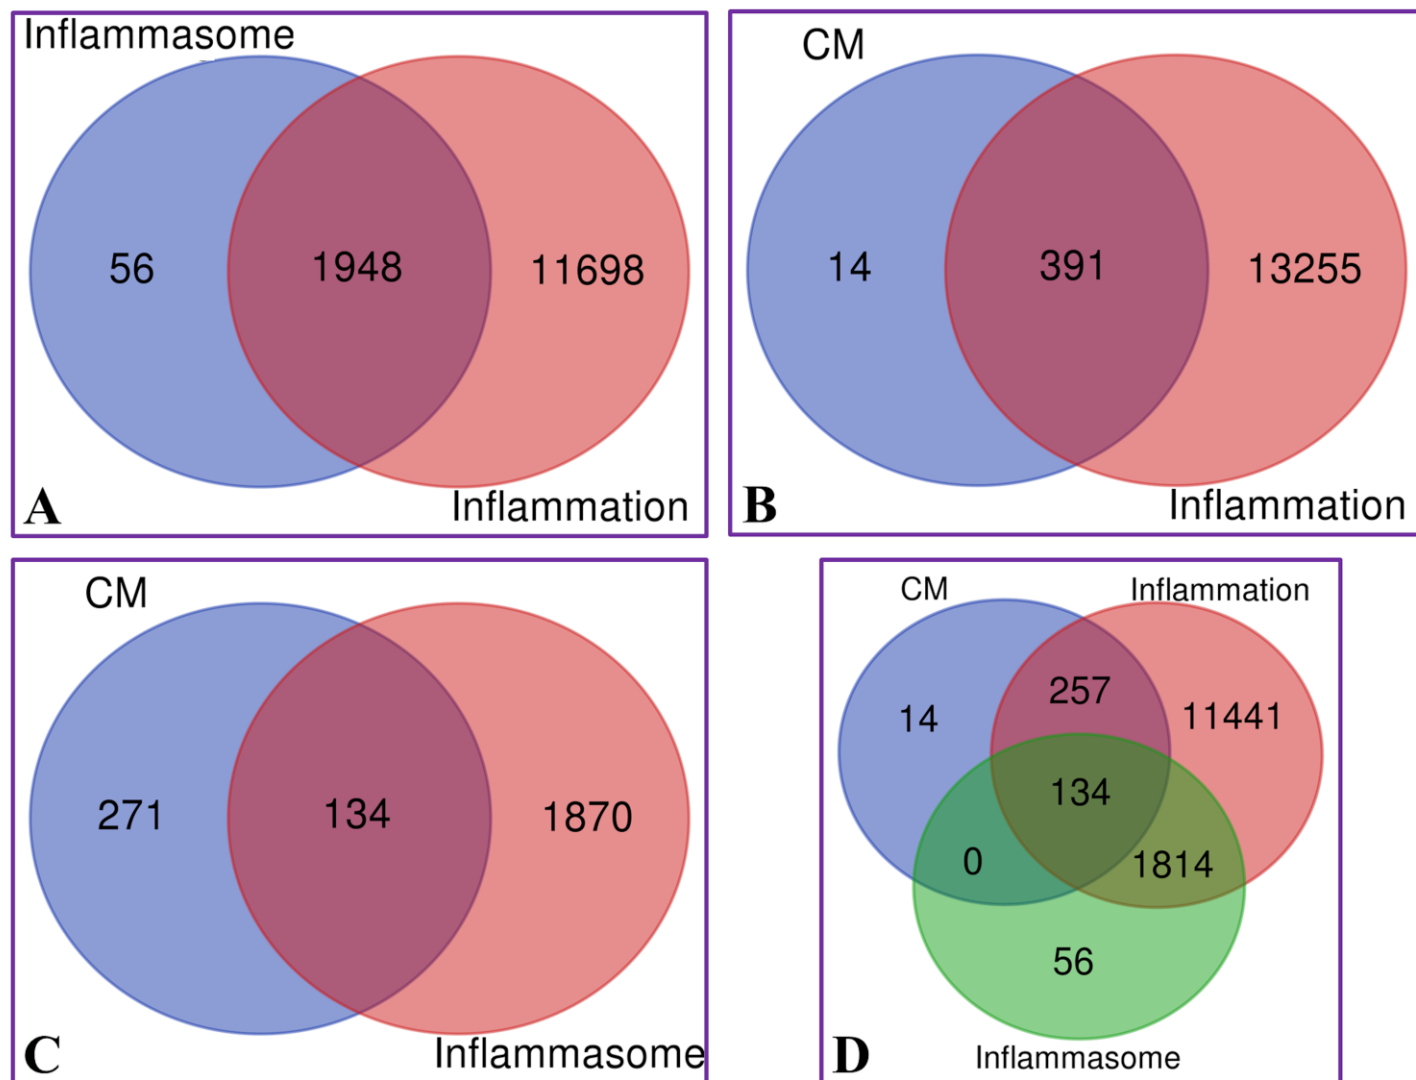 Inflammasome
56
1948
11698
A
Inflammation
CM
14
391
13255
B
Inflammation
CM
271
134
1870
C
Inflammasome
CM
Inflammation
257
14
11441
134
0
1814
56
D
Inflammasome